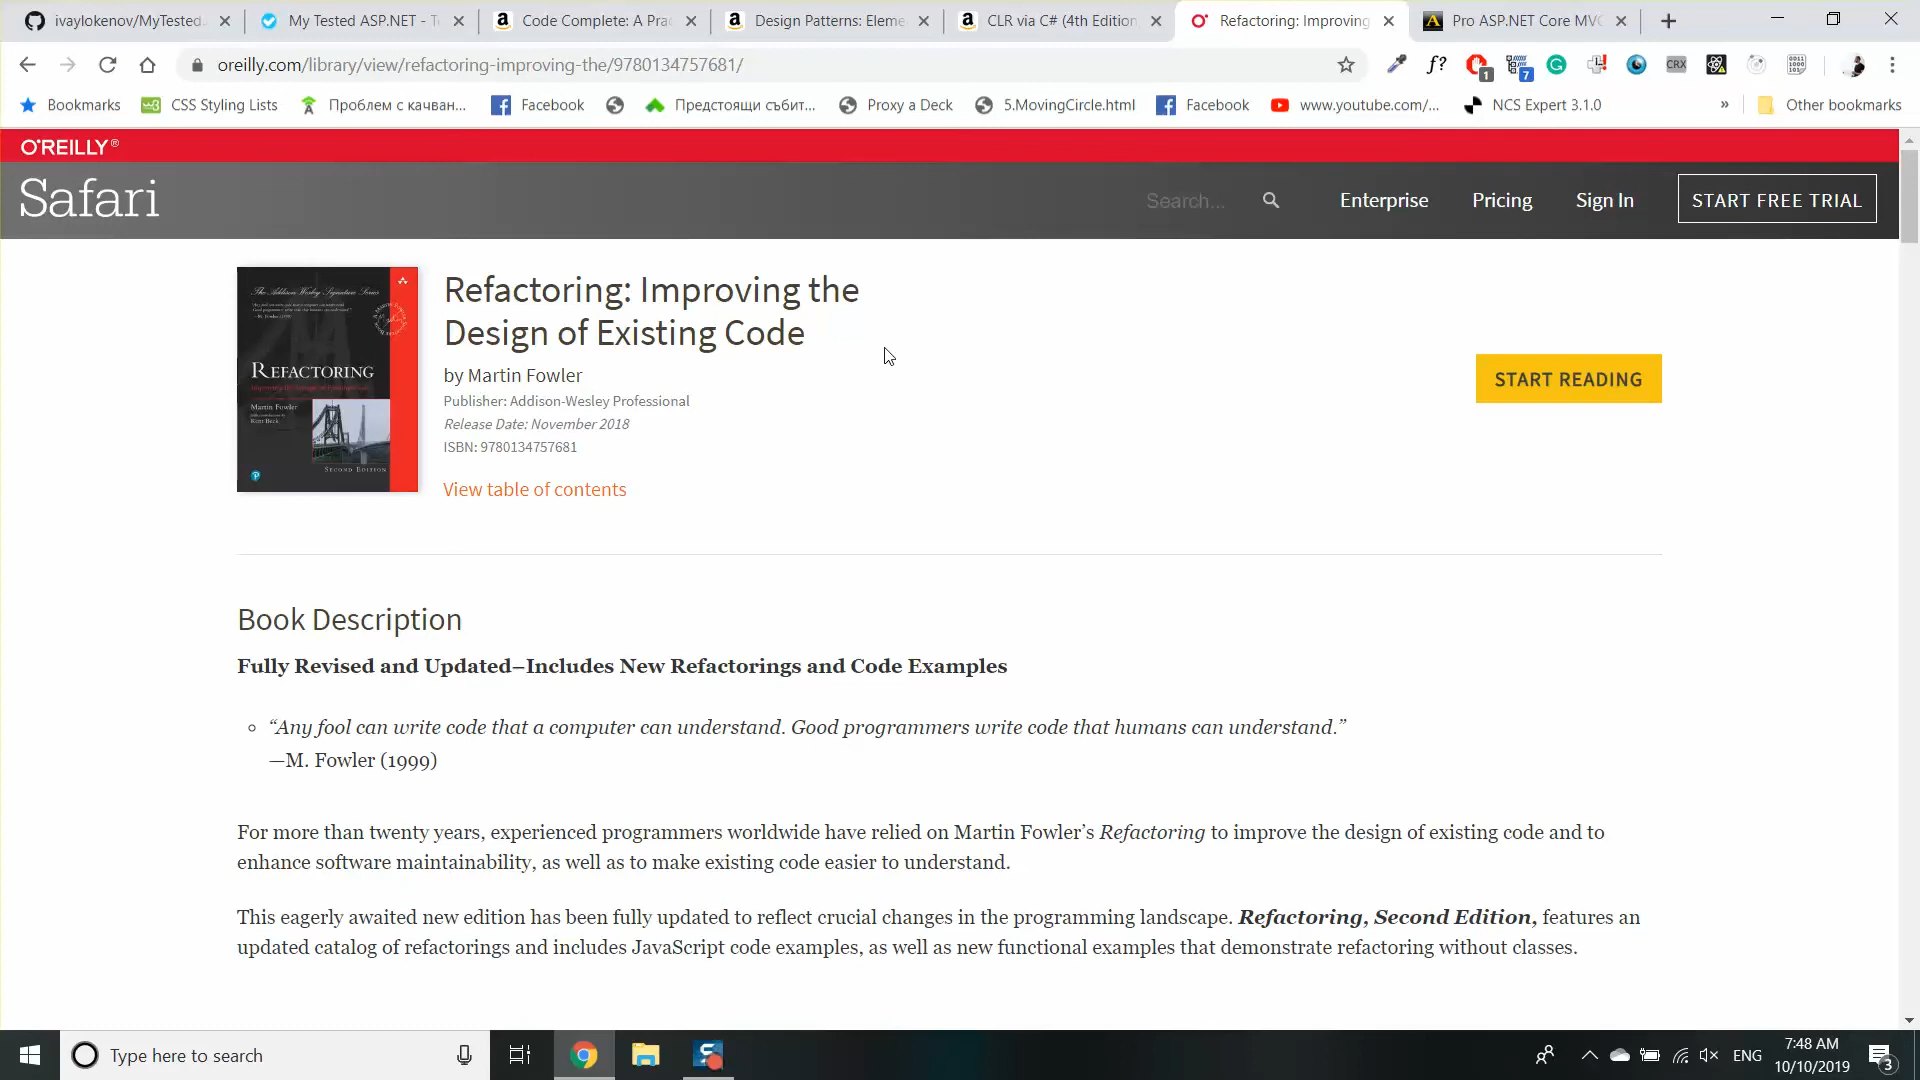 ivaylokenov/MyTested. My Tested ASP.NET - Te Code Complete: A Prac Design Patterns: Eleme CLR via C# (4th Edition Refactoring: Improving Pro ASP.NET Core MVC
oreilly.com/library/view/refactoring-improving-the/9780134757681/
f? 1 7 CRX
Bookmarks CSS Styling Lists Проблем с качван... Facebook Предстоящи събит... Proxy a Deck 5.MovingCircle.html Facebook www.youtube.com/... NCS Expert 3.1.0 » Other bookmarks
O'REILLY®
Safari
Search... Enterprise Pricing Sign In START FREE TRIAL
REFACTORING
Martin Fowler
Kent Beck
SECOND EDITION
Refactoring: Improving the
Design of Existing Code
by Martin Fowler
Publisher: Addison-Wesley Professional
Release Date: November 2018
ISBN: 9780134757681
View table of contents
START READING
Book Description
Fully Revised and Updated–Includes New Refactorings and Code Examples
“Any fool can write code that a computer can understand. Good programmers write code that humans can understand.”
—M. Fowler (1999)
For more than twenty years, experienced programmers worldwide have relied on Martin Fowler’s Refactoring to improve the design of existing code and to
enhance software maintainability, as well as to make existing code easier to understand.
This eagerly awaited new edition has been fully updated to reflect crucial changes in the programming landscape. Refactoring, Second Edition, features an
updated catalog of refactorings and includes JavaScript code examples, as well as new functional examples that demonstrate refactoring without classes.
Type here to search
ENG
7:48 AM
10/10/2019
3